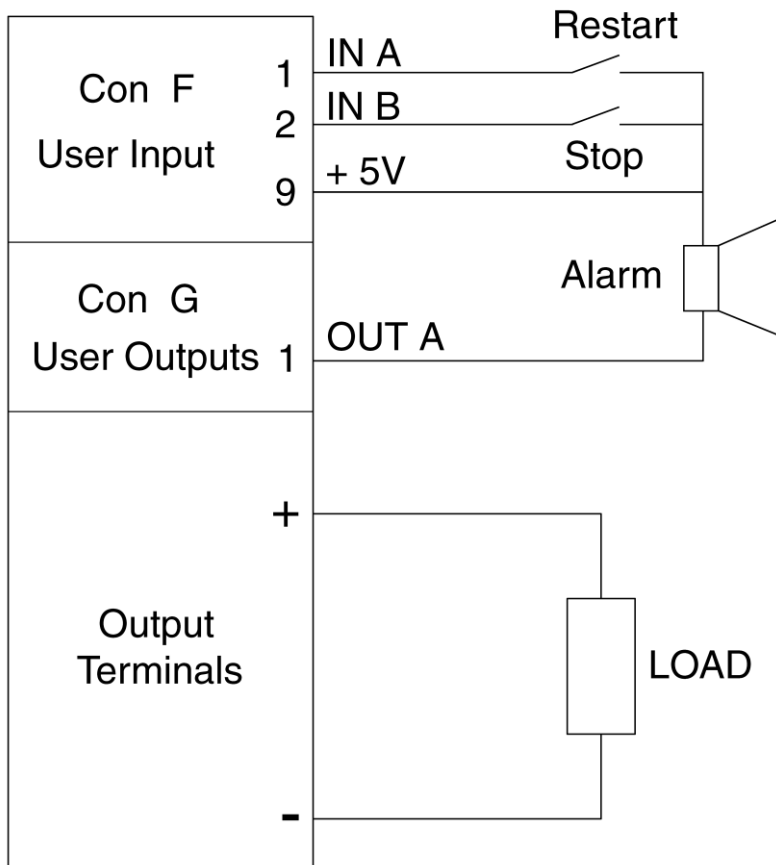 Restart
Con F
User Input
1
IN A
2
IN B
Stop
9
+ 5V
Con G
User Outputs 1
OUT A
Alarm
+
Output
Terminals
LOAD
-